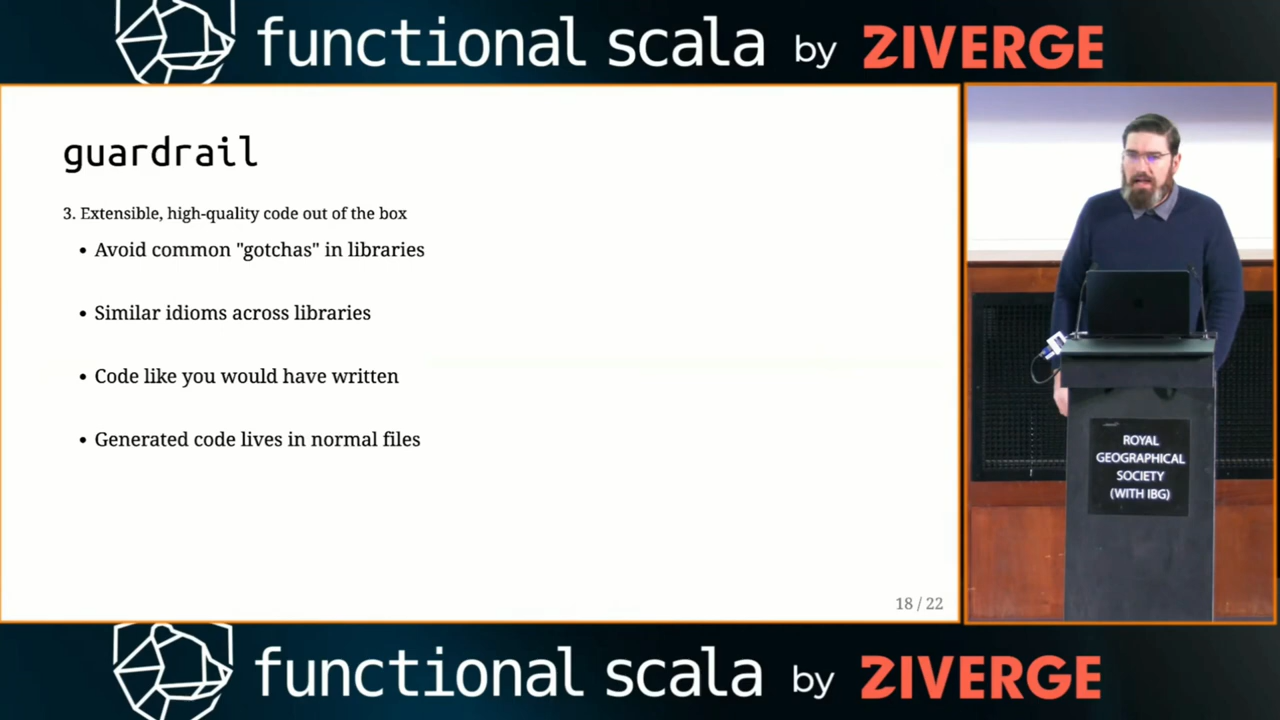 functional scala by ZIVERGE
guardrail
3. Extensible, high-quality code out of the box
• Avoid common "gotchas" in libraries
• Similar idioms across libraries
• Code like you would have written
• Generated code lives in normal files
18 / 22
ROYAL
GEOGRAPHICAL
SOCIETY
(WITH IBG)
functional scala by ZIVERGE